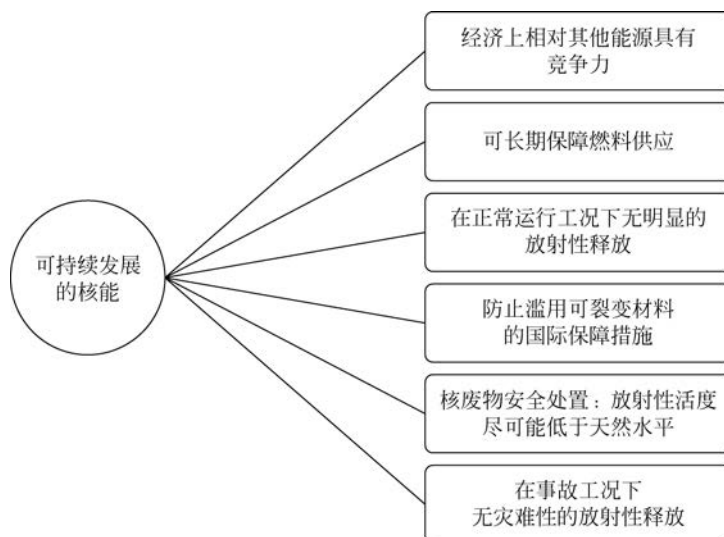 经济上相对其他能源具有
竞争力
可长期保障燃料供应
在正常运行工况下无明显的
放射性释放
可持续发展
的核能
防止滥用可裂变材料
的国际保障措施
核废物安全处置：放射性活度
尽可能低于天然水平
在事故工况下
无灾难性的放射性释放